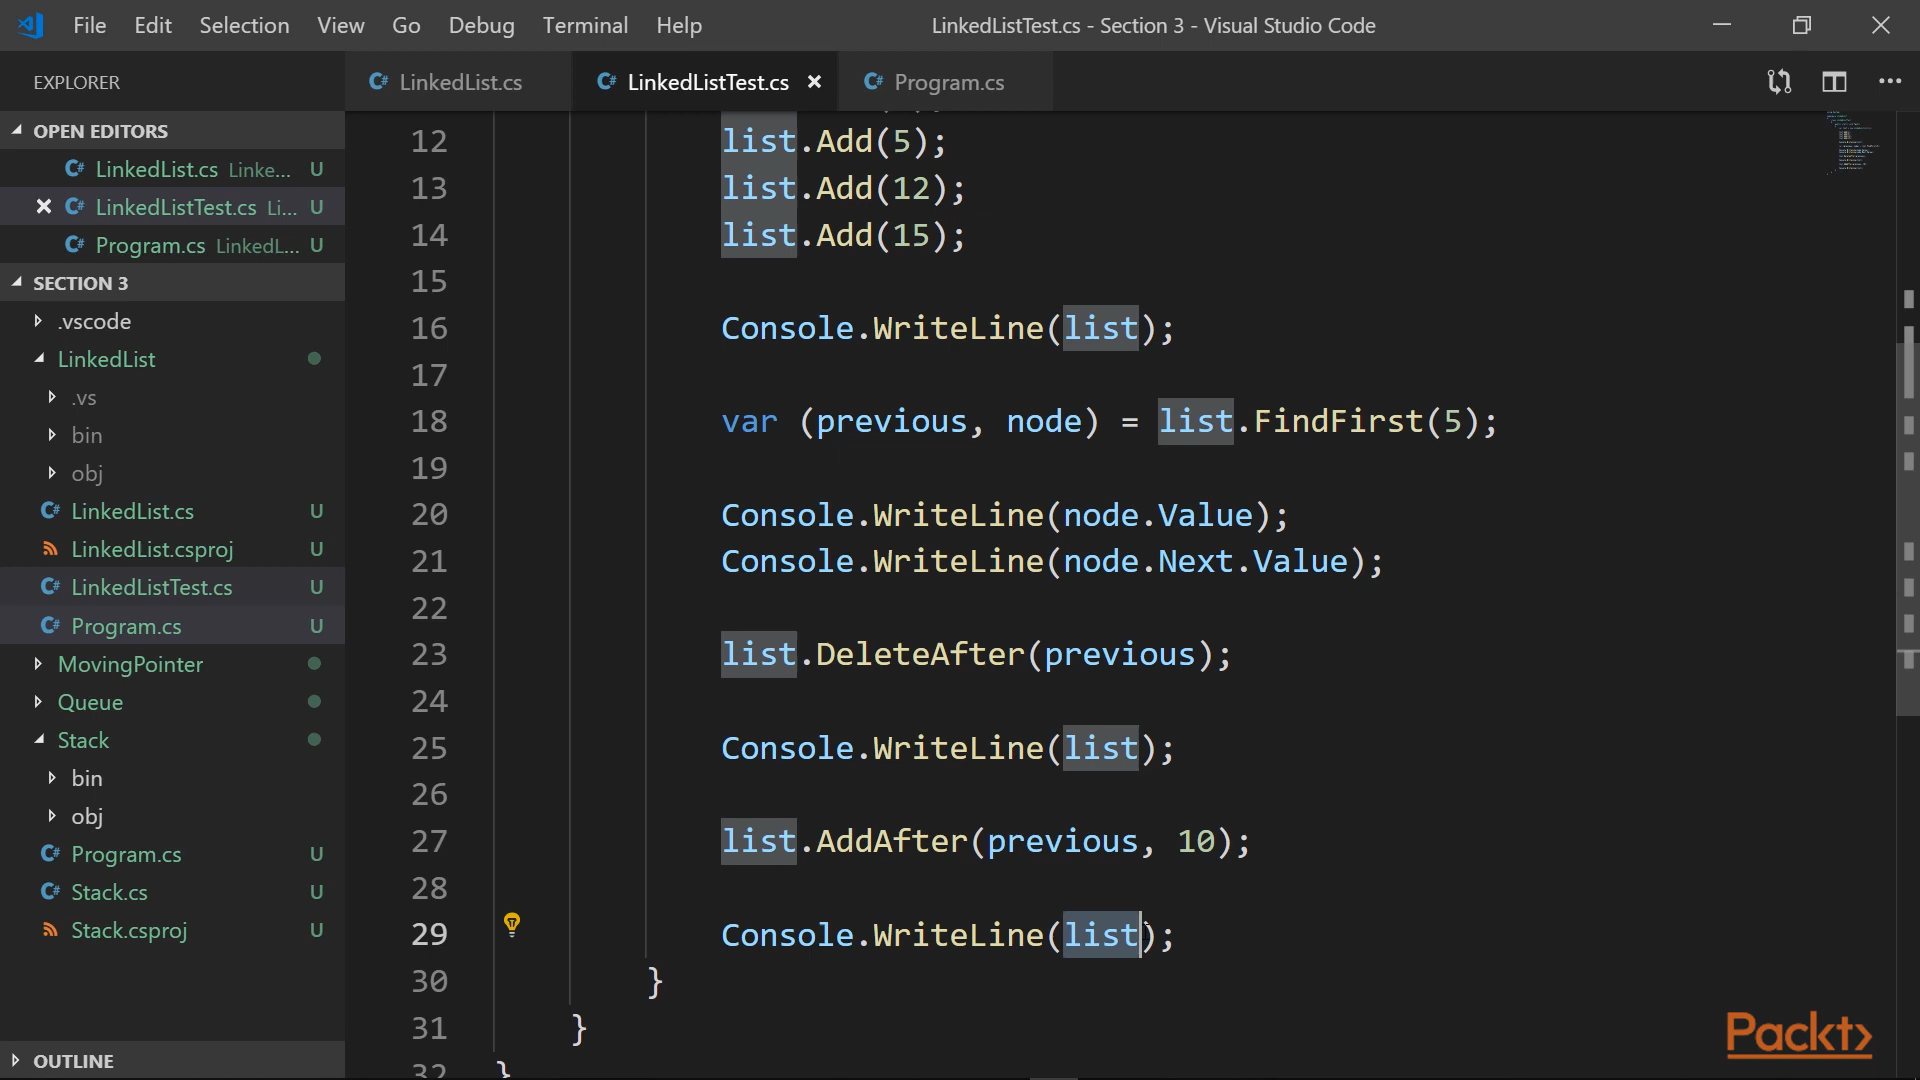 File Edit Selection View Go Debug Terminal Help LinkedListTest.cs - Section 3 - Visual Studio Code
EXPLORER
LinkedList.cs LinkedListTest.cs Program.cs
OPEN EDITORS
LinkedList.cs Linke... U
LinkedListTest.cs Li... U
Program.cs LinkedL... U
SECTION 3
.vscode
LinkedList
.vs
bin
obj
LinkedList.cs U
LinkedList.csproj U
LinkedListTest.cs U
Program.cs U
MovingPointer
Queue
Stack
bin
obj
Program.cs U
Stack.cs U
Stack.csproj U
OUTLINE
12 list.Add(5);
13 list.Add(12);
14 list.Add(15);
15
16 Console.WriteLine(list);
17
18 var (previous, node) = list.FindFirst(5);
19
20 Console.WriteLine(node.Value);
21 Console.WriteLine(node.Next.Value);
22
23 list.DeleteAfter(previous);
24
25 Console.WriteLine(list);
26
27 list.AddAfter(previous, 10);
28
29 Console.WriteLine(list);
30 }
31 }
32 }
Packt>